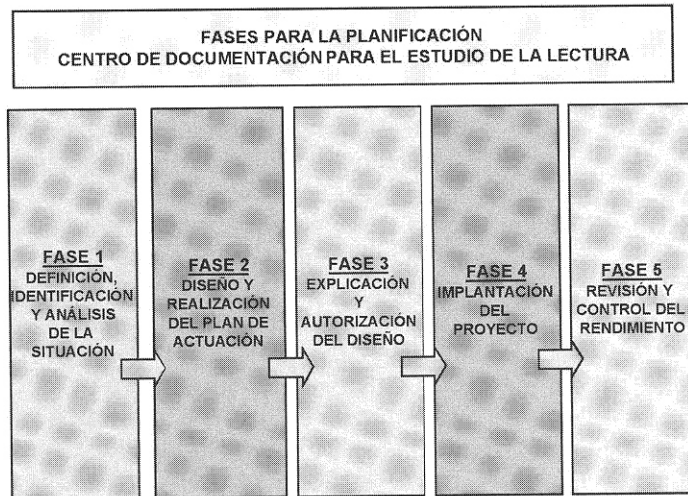 FASES PARA LA PLANIFICACIÓN
CENTRO DE DOCUMENTACIÓN PARA EL ESTUDIO DE LA LECTURA
FASE 1
DEFINICIÓN,
IDENTIFICACIÓN
Y ANÁLISIS
DE LA
SITUACIÓN
FASE 2
DISEÑO Y
REALIZACIÓN
DEL PLAN DE
ACTUACIÓN
FASE 3
EXPLICACIÓN
Y
AUTORIZACIÓN
DEL DISEÑO
FASE 4
IMPLANTACIÓN
DEL
PROYECTO
FASE 5
REVISIÓN Y
CONTROL DEL
RENDIMIENTO